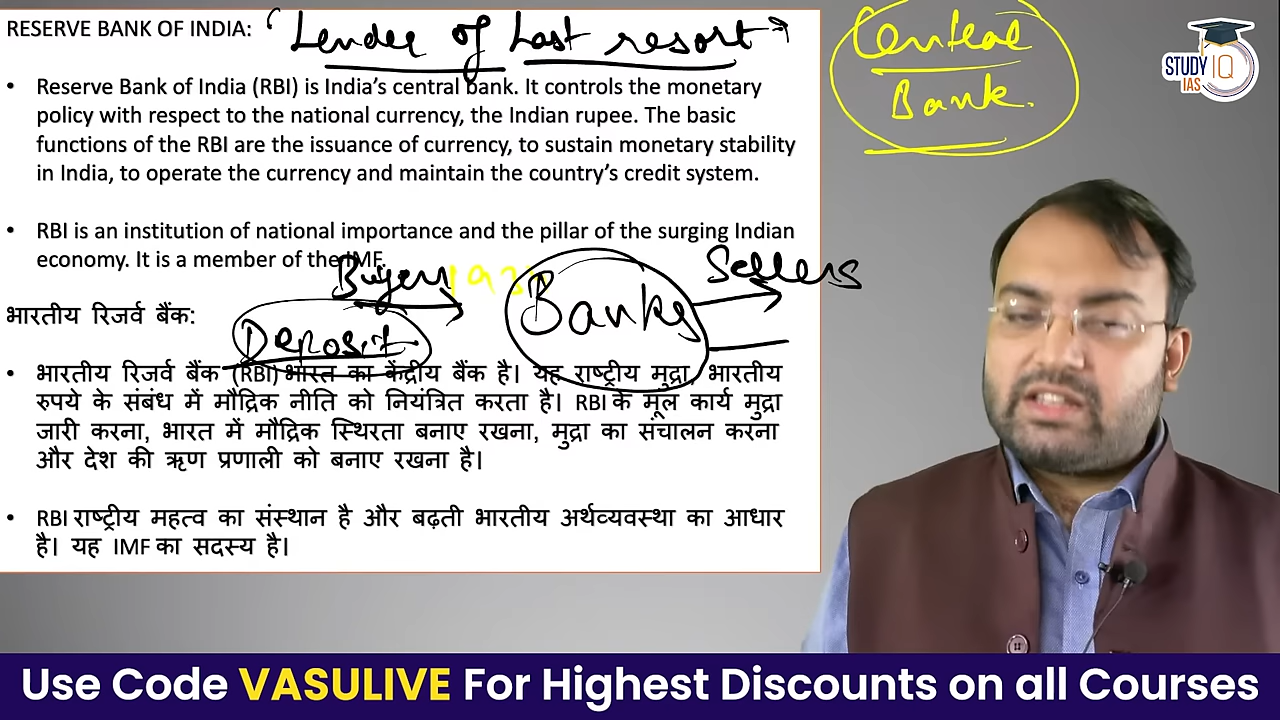 RESERVE BANK OF INDIA:
"Lender of Last resort"
Central
Bank.
STUDY IQ
IAS
• Reserve Bank of India (RBI) is India's central bank. It controls the monetary
policy with respect to the national currency, the Indian rupee. The basic
functions of the RBI are the issuance of currency, to sustain monetary stability
in India, to operate the currency and maintain the country's credit system.
• RBI is an institution of national importance and the pillar of the surging Indian
economy. It is a member of the IMF.
Buyers
Banks
Sellers
Deposit
भारतीय रिजर्व बैंक:
• भारतीय रिजर्व बैंक (RBI) भारत का केंद्रीय बैंक है। यह राष्ट्रीय मुद्रा, भारतीय
रुपये के संबंध में मौद्रिक नीति को नियंत्रित करता है। RBI के मूल कार्य मुद्रा
जारी करना, भारत में मौद्रिक स्थिरता बनाए रखना, मुद्रा का संचालन करना
और देश की ऋण प्रणाली को बनाए रखना है।
• RBI राष्ट्रीय महत्व का संस्थान है और बढ़ती भारतीय अर्थव्यवस्था का आधार
है। यह IMF का सदस्य है।
Use Code VASULIVE For Highest Discounts on all Courses